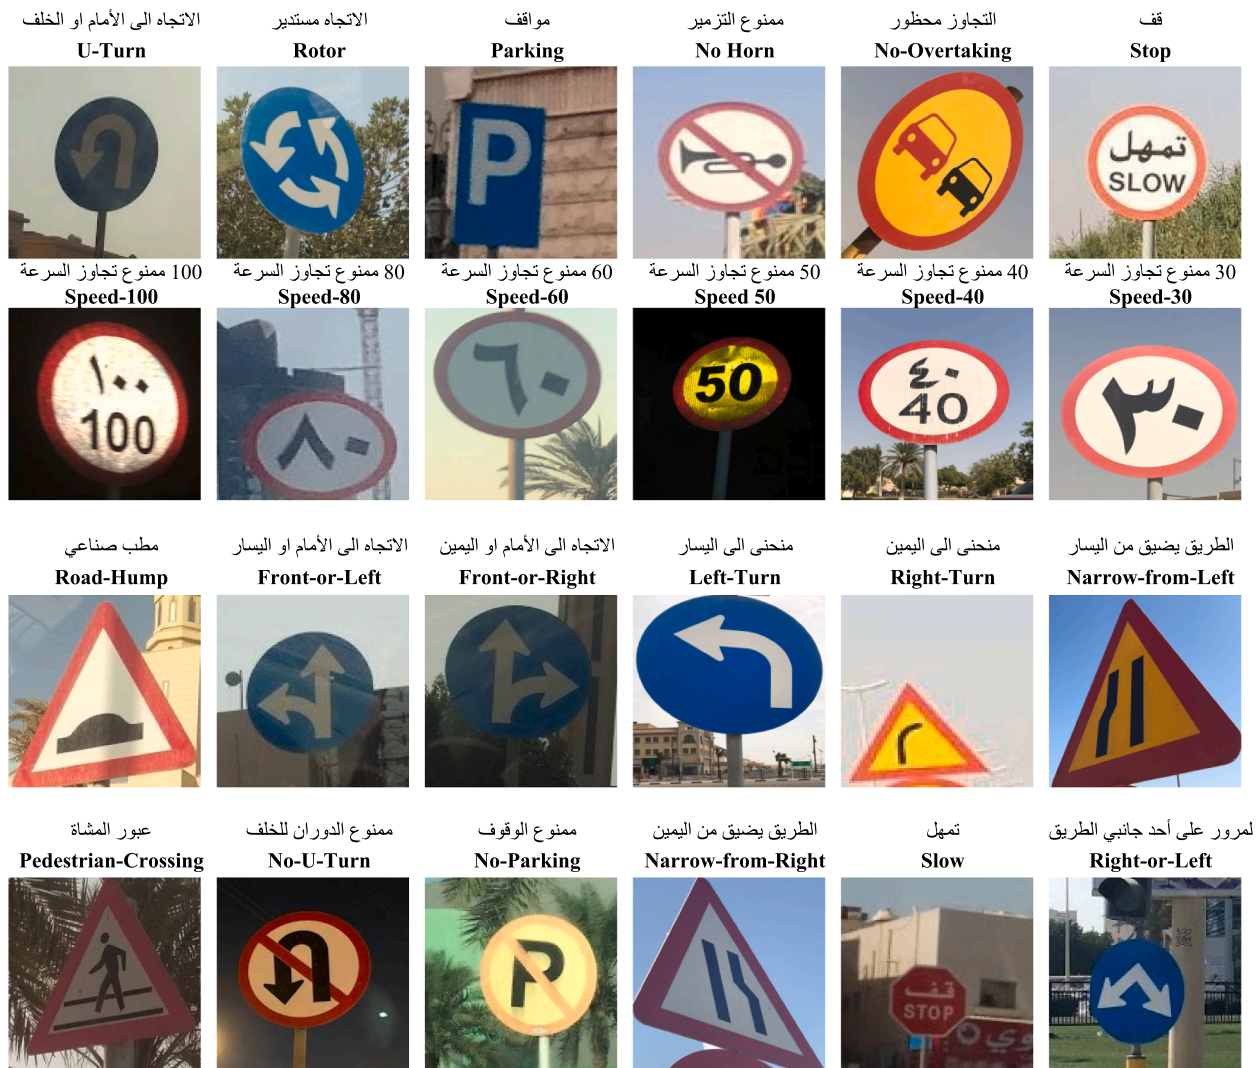 الاتجاه الى الأمام او الخلف
U-Turn
الاتجاه مستدير
Rotor
مواقف
Parking
ممنوع التزمير
No Horn
التجاوز محظور
No-Overtaking
قف
Stop
P
تمهل
SLOW
100 ممنوع تجاوز السرعة
Speed-100
80 ممنوع تجاوز السرعة
Speed-80
60 ممنوع تجاوز السرعة
Speed-60
50 ممنوع تجاوز السرعة
Speed 50
40 ممنوع تجاوز السرعة
Speed-40
30 ممنوع تجاوز السرعة
Speed-30
١٠٠
100
٨٠
٦٠
50
٤٠
40
٣٠
مطب صناعي
Road-Hump
الاتجاه الى الأمام او اليسار
Front-or-Left
الاتجاه الى الأمام او اليمين
Front-or-Right
منحنى الى اليسار
Left-Turn
منحنى الى اليمين
Right-Turn
الطريق يضيق من اليسار
Narrow-from-Left
عبور المشاة
Pedestrian-Crossing
ممنوع الدوران للخلف
No-U-Turn
ممنوع الوقوف
No-Parking
الطريق يضيق من اليمين
Narrow-from-Right
تمهل
Slow
لمرور على أحد جانبي الطريق
Right-or-Left
P
قف
STOP